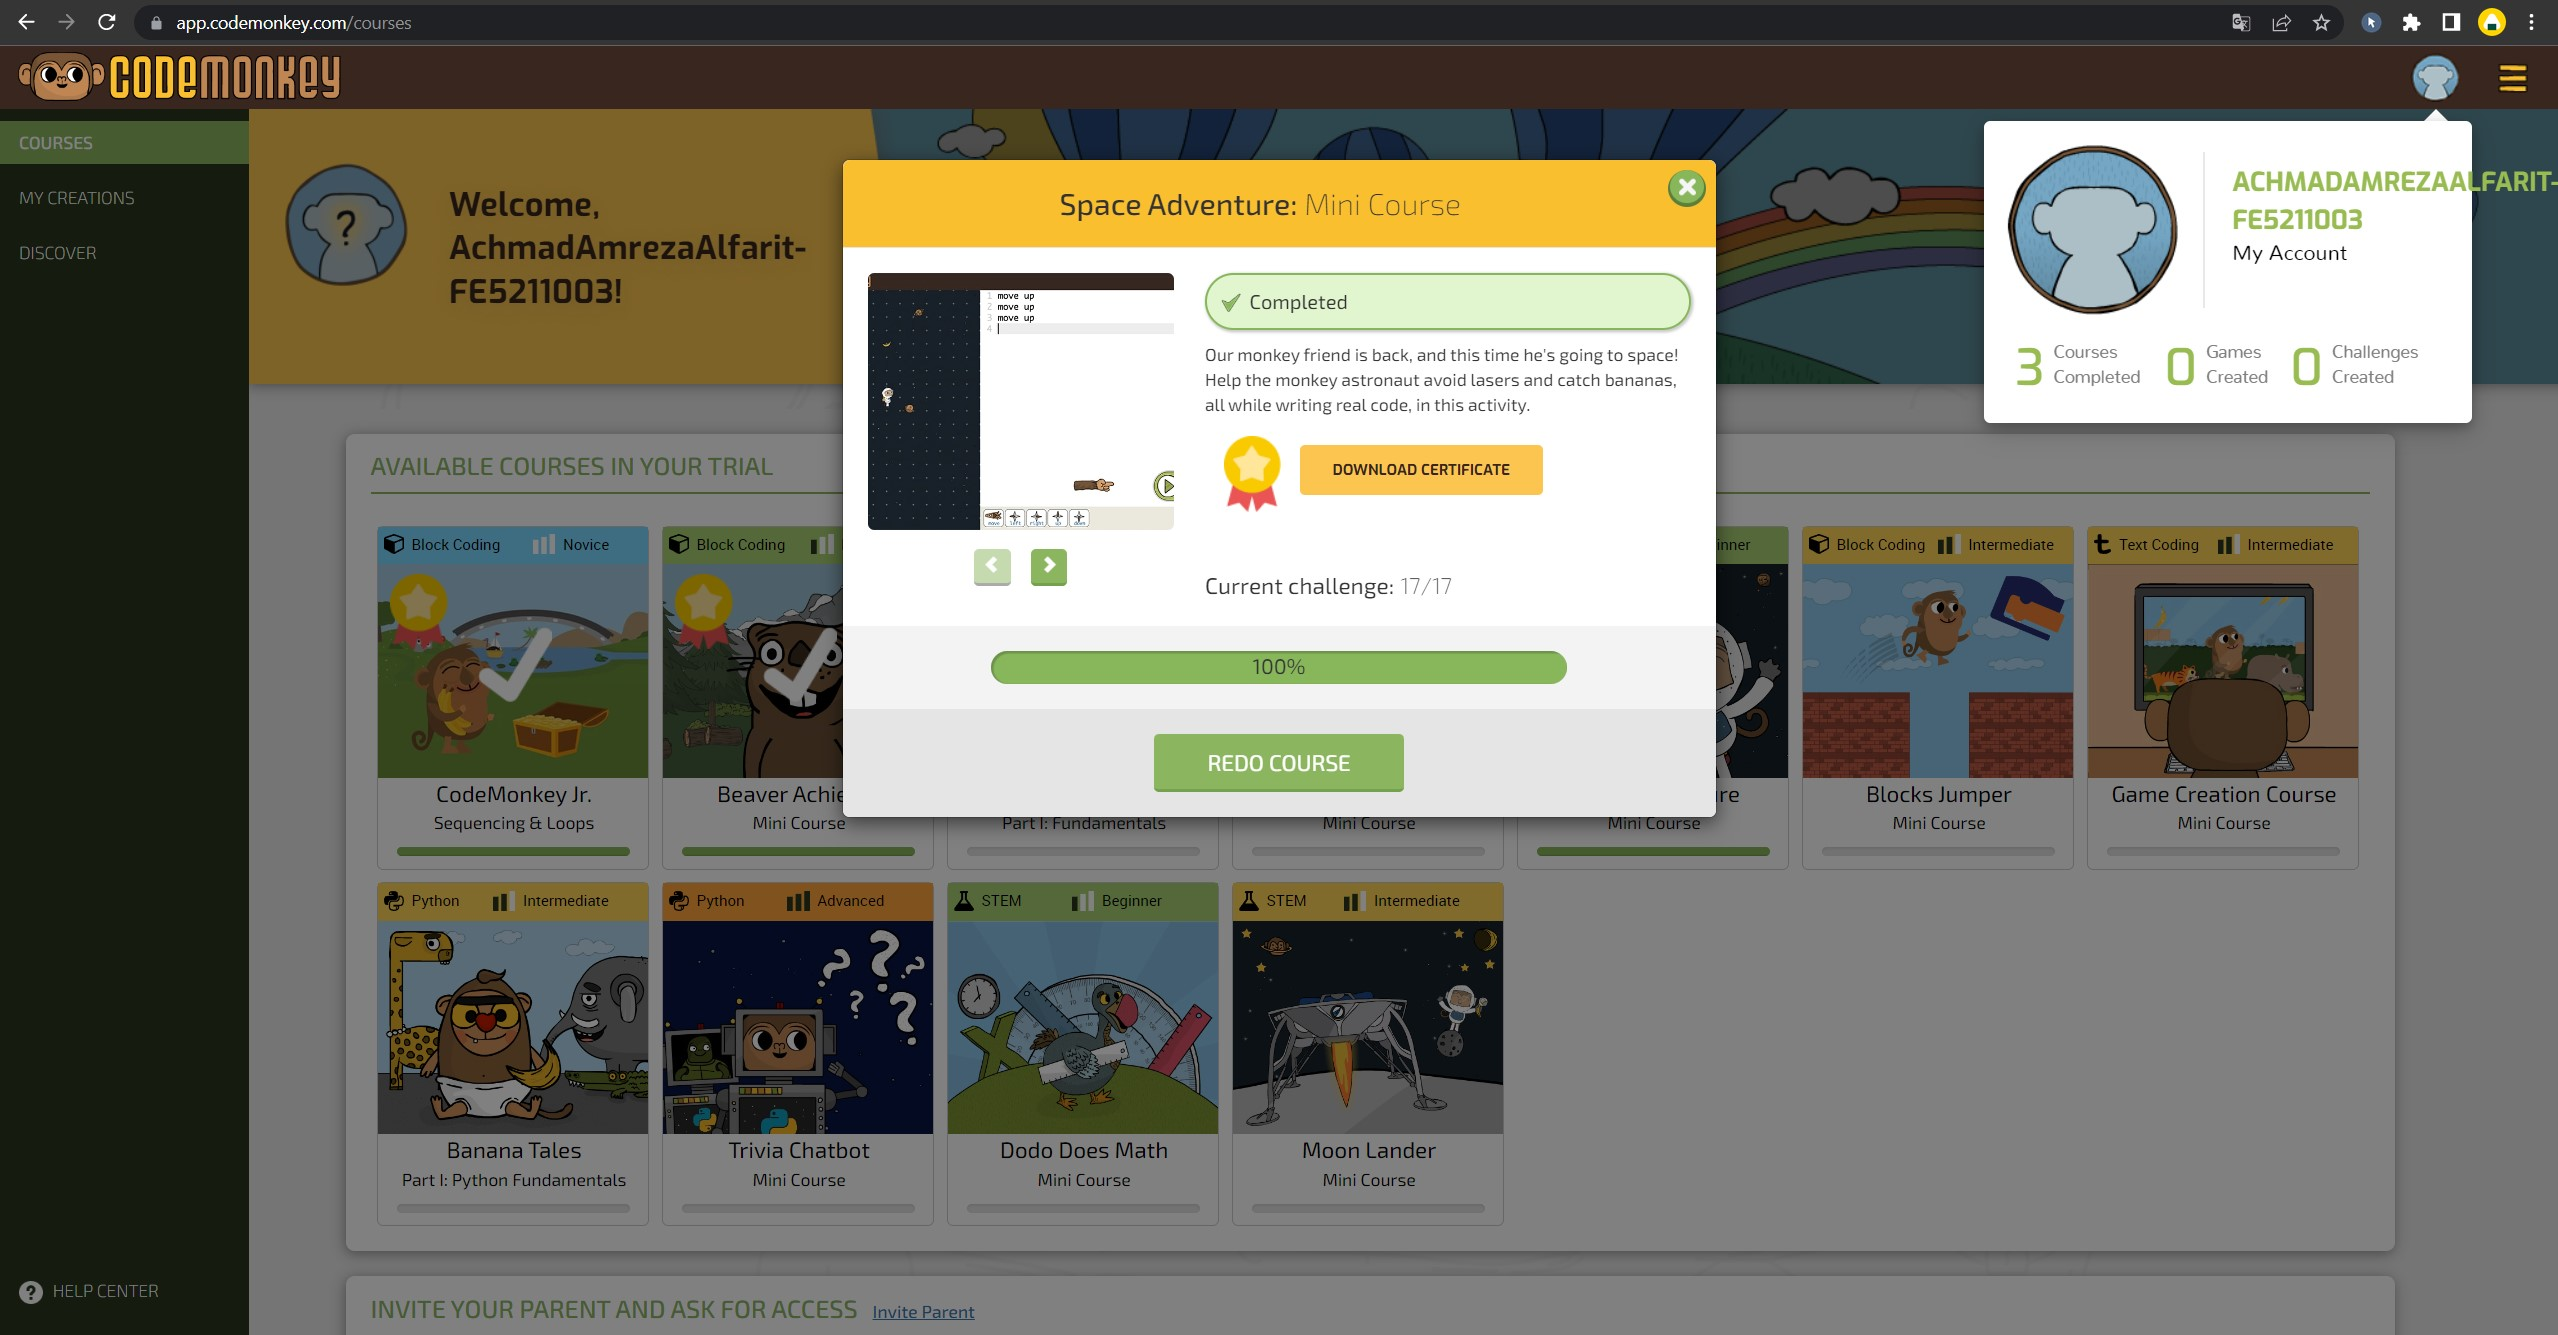 app.codemonkey.com/courses
CODEMONKEY
COURSES
MY CREATIONS
DISCOVER
HELP CENTER
?
Welcome,
AchmadAmrezaAlfarit-
FE5211003!
ACHMADAMREZAALFARIT-
FE5211003
My Account
3 Courses Completed
0 Games Created
0 Challenges Created
Space Adventure: Mini Course
1 move up
2 move up
3 move up
4
move left right up down
Completed
Our monkey friend is back, and this time he's going to space!
Help the monkey astronaut avoid lasers and catch bananas,
all while writing real code, in this activity.
DOWNLOAD CERTIFICATE
Current challenge: 17/17
100%
REDO COURSE
AVAILABLE COURSES IN YOUR TRIAL
Block Coding Novice
CodeMonkey Jr.
Sequencing & Loops
Block Coding
Beaver Achie
Mini Course
Part I: Fundamentals
Mini Course
inner
re
Mini Course
Block Coding Intermediate
Blocks Jumper
Mini Course
Text Coding Intermediate
Game Creation Course
Mini Course
Python Intermediate
Banana Tales
Part I: Python Fundamentals
Python Advanced
? ? ? ? ?
Trivia Chatbot
Mini Course
STEM Beginner
Dodo Does Math
Mini Course
STEM Intermediate
Moon Lander
Mini Course
INVITE YOUR PARENT AND ASK FOR ACCESS Invite Parent